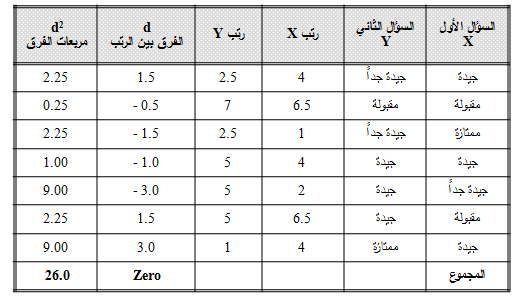 السؤال الأول X السؤال الثاني Y رتب X رتب Y d الفرق بين الرتب d² مربعات الفرق
جيدة جيدة جداً 4 2.5 1.5 2.25
مقبولة مقبولة 6.5 7 - 0.5 0.25
ممتازة جيدة جداً 1 2.5 - 1.5 2.25
جيدة جيدة 4 5 - 1.0 1.00
جيدة جداً جيدة 2 5 - 3.0 9.00
مقبولة جيدة 6.5 5 1.5 2.25
جيدة ممتازة 4 1 3.0 9.00
المجموع Zero 26.0